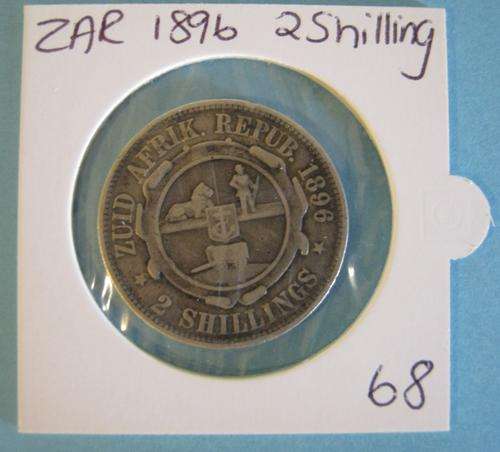 ZAR 1896 2Shilling
ZUID AFRIK. REPUB. 1896
2 SHILLINGS
68